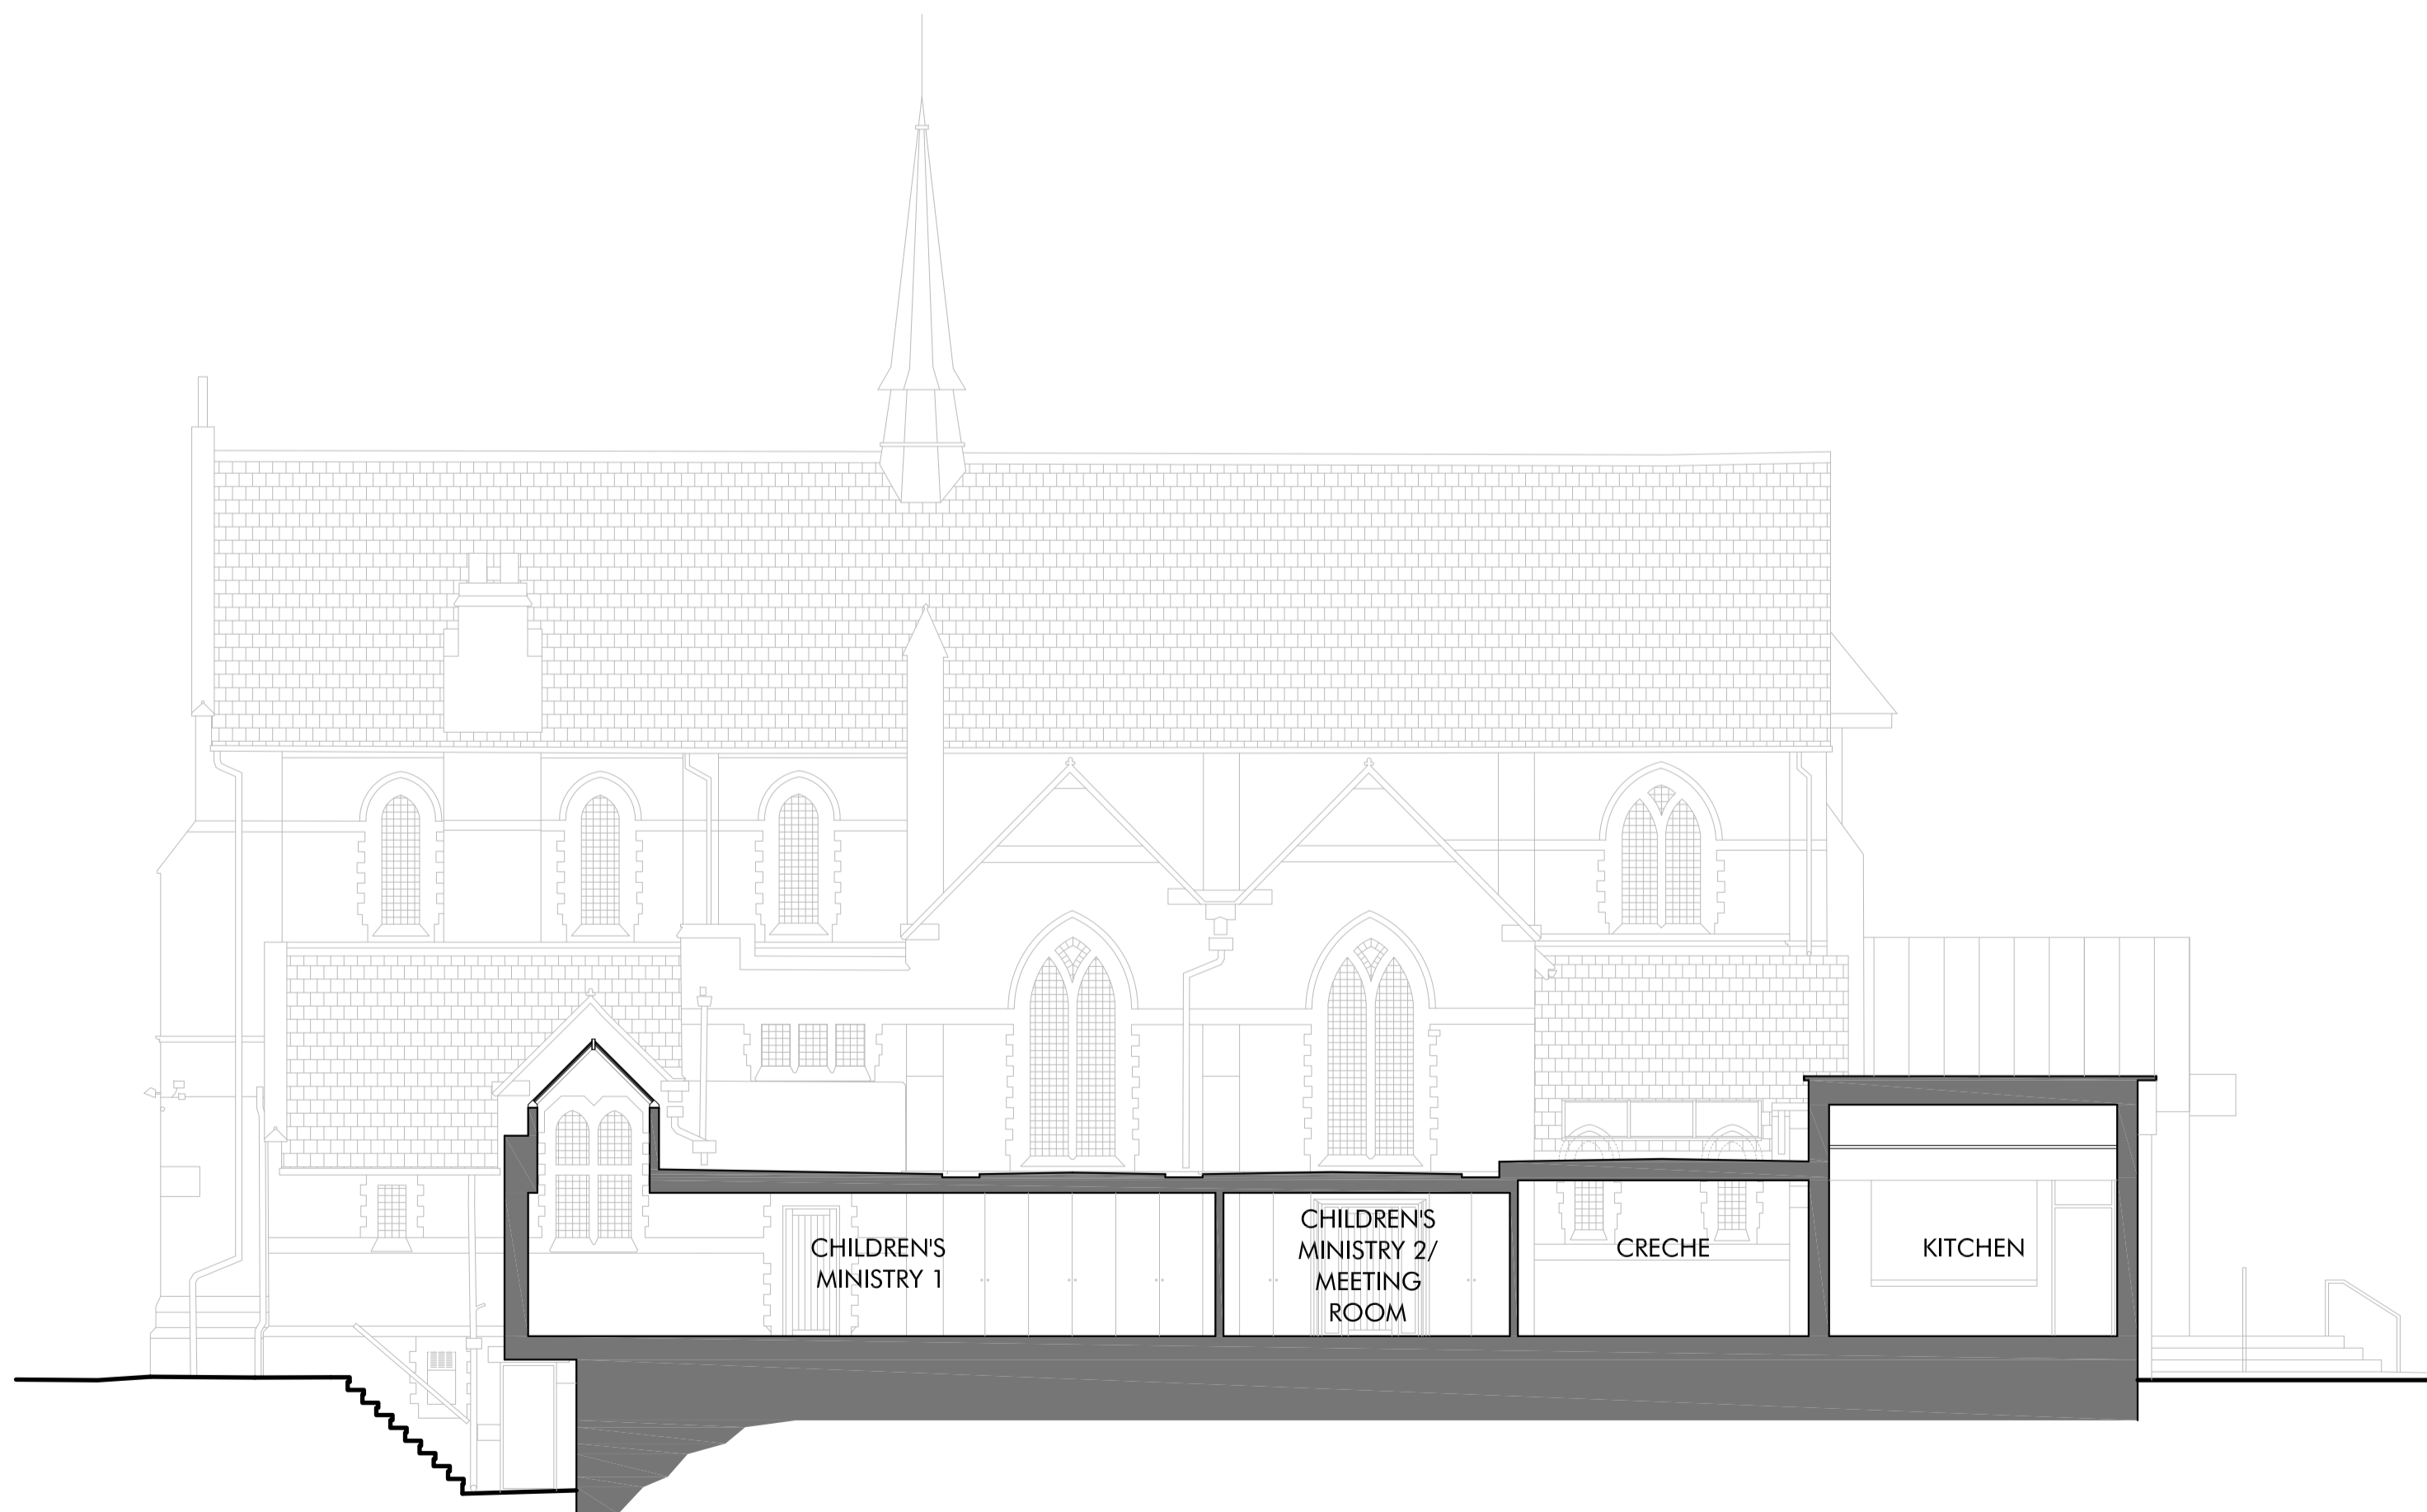 CHILDREN'S
MINISTRY 1
CHILDREN'S
MINISTRY 2/
MEETING
ROOM
CRECHE
KITCHEN